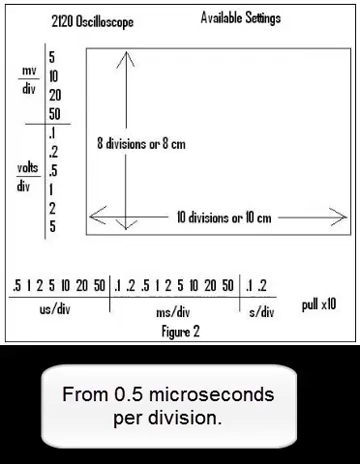 2120 Oscilloscope
Available Settings
mv
div
5
10
20
50
volts
div
.1
.2
.5
1
2
5
8 divisions or 8 cm
10 divisions or 10 cm
.5 1 2 5 10 20 50 .1 .2 .5 1 2 5 10 20 50 .1 .2
us/div ms/div s/div pull x10
Figure 2
From 0.5 microseconds
per division.